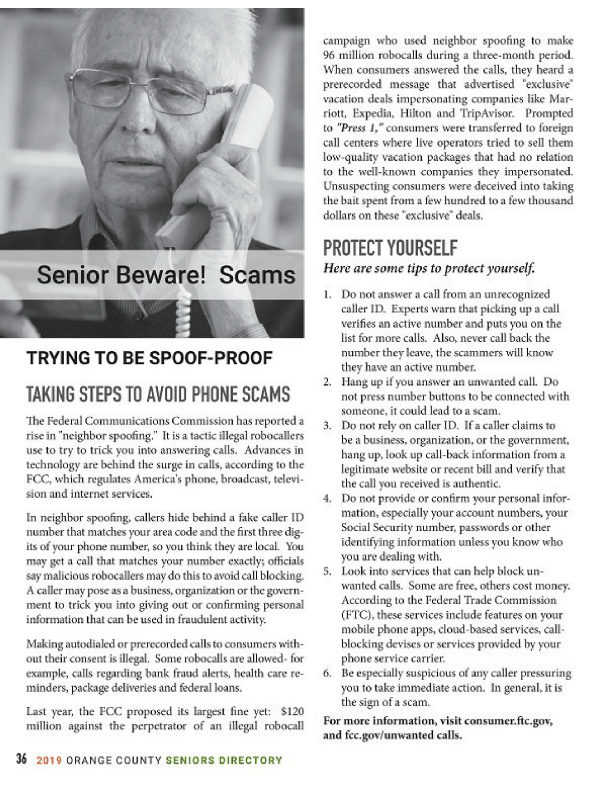 Senior Beware!  Scams
TRYING TO BE SPOOF-PROOF
TAKING STEPS TO AVOID PHONE SCAMS
The Federal Communications Commission has reported a
rise in "neighbor spoofing."  It is a tactic illegal robocallers
use to try to trick you into answering calls.  Advances in
technology are behind the surge in calls, according to the
FCC, which regulates America's phone, broadcast, televi-
sion and internet services.
In neighbor spoofing, callers hide behind a fake caller ID
number that matches your area code and the first three dig-
its of your phone number, so you think they are local.  You
may get a call that matches your number exactly; officials
say malicious robocallers may do this to avoid call blocking.
A caller may pose as a business, organization or the govern-
ment to trick you into giving out or confirming personal
information that can be used in fraudulent activity.
Making autodialed or prerecorded calls to consumers with-
out their consent is illegal.  Some robocalls are allowed- for
example, calls regarding bank fraud alerts, health care re-
minders, package deliveries and federal loans.
Last year, the FCC proposed its largest fine yet:  $120
million against the perpetrator of an illegal robocall
campaign who used neighbor spoofing to make
96 million robocalls during a three-month period.
When consumers answered the calls, they heard a
prerecorded message that advertised "exclusive"
vacation deals impersonating companies like Mar-
riott, Expedia, Hilton and TripAvisor.  Prompted
to "Press 1," consumers were transferred to foreign
call centers where live operators tried to sell them
low-quality vacation packages that had no relation
to the well-known companies they impersonated.
Unsuspecting consumers were deceived into taking
the bait spent from a few hundred to a few thousand
dollars on these "exclusive" deals.
PROTECT YOURSELF
Here are some tips to protect yourself.
1. Do not answer a call from an unrecognized
caller ID.  Experts warn that picking up a call
verifies an active number and puts you on the
list for more calls.  Also, never call back the
number they leave, the scammers will know
they have an active number.
2. Hang up if you answer an unwanted call.  Do
not press number buttons to be connected with
someone, it could lead to a scam.
3. Do not rely on caller ID.  If a caller claims to
be a business, organization, or the government,
hang up, look up call-back information from a
legitimate website or recent bill and verify that
the call you received is authentic.
4. Do not provide or confirm your personal infor-
mation, especially your account numbers, your
Social Security number, passwords or other
identifying information unless you know who
you are dealing with.
5. Look into services that can help block un-
wanted calls.  Some are free, others cost money.
According to the Federal Trade Commission
(FTC), these services include features on your
mobile phone apps, cloud-based services, call-
blocking devises or services provided by your
phone service carrier.
6. Be especially suspicious of any caller pressuring
you to take immediate action.  In general, it is
the sign of a scam.
For more information, visit consumer.ftc.gov,
and fcc.gov/unwanted calls.
36 2019 ORANGE COUNTY SENIORS DIRECTORY